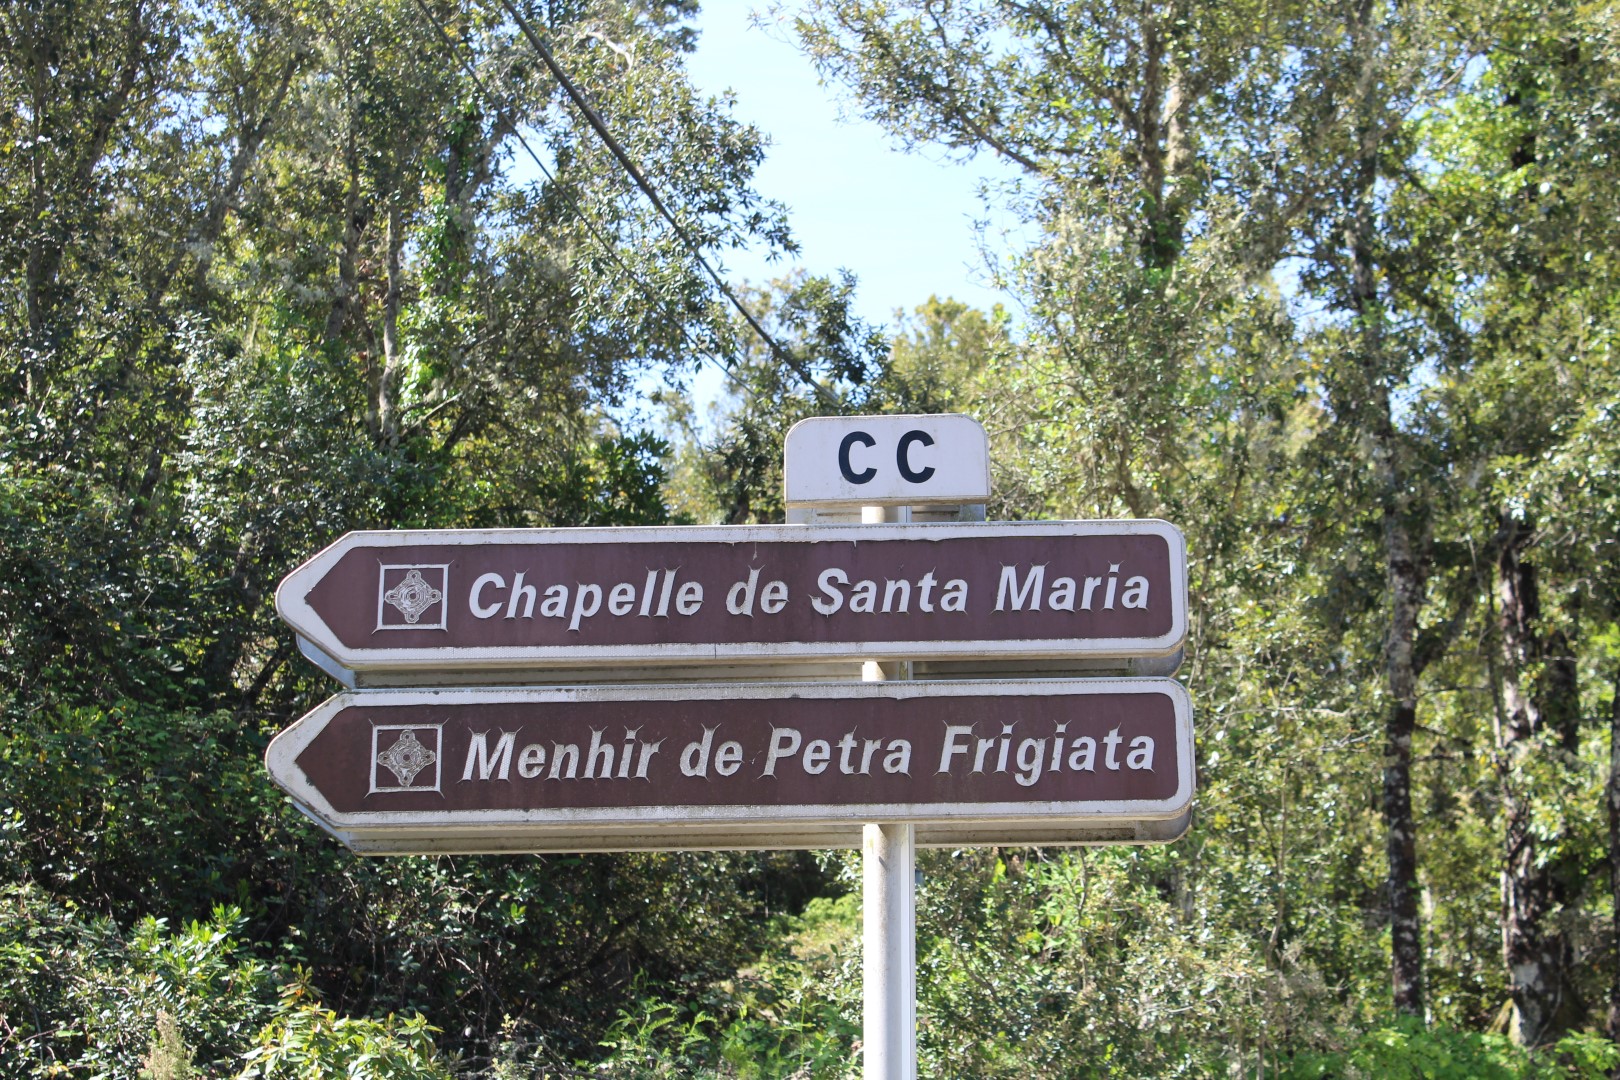 CC
Chapelle de Santa Maria
Menhir de Petra Frigiata